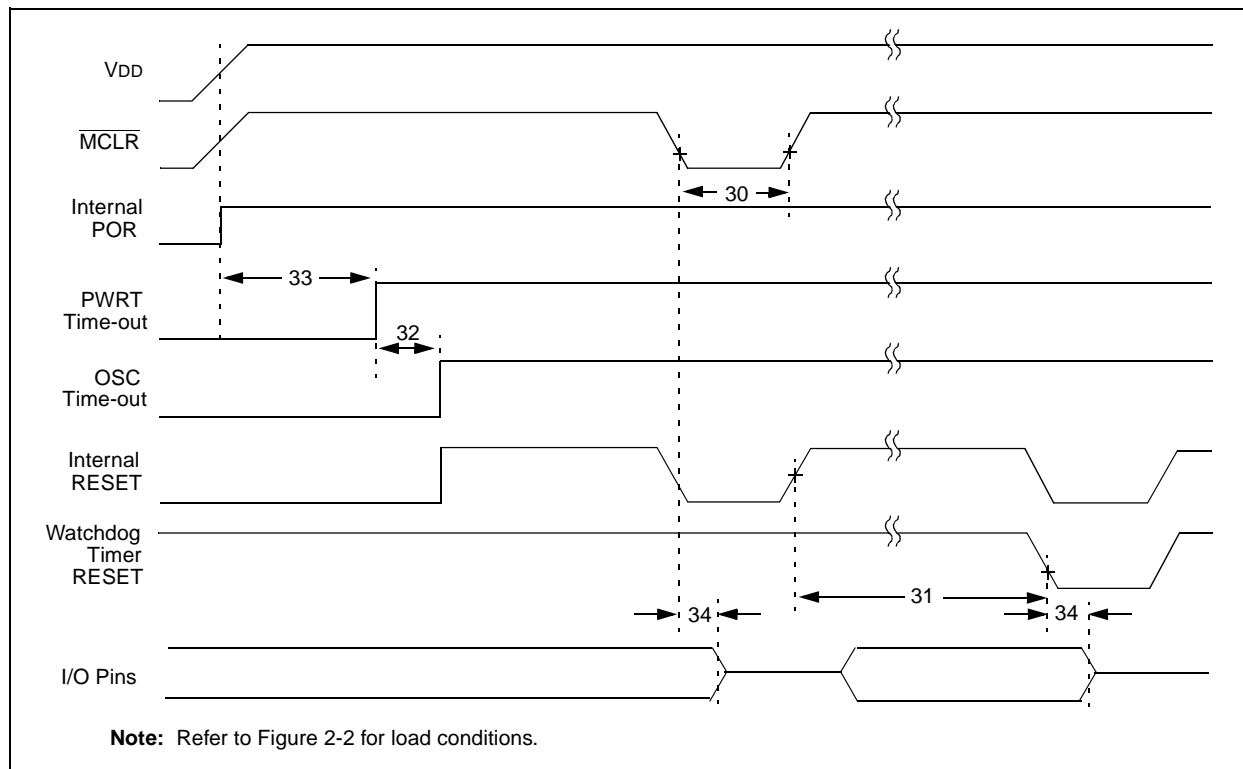 VDD
MCLR
30
Internal
POR
33
PWRT
Time-out
32
OSC
Time-out
Internal
RESET
Watchdog
Timer
RESET
31
34
34
I/O Pins
Note: Refer to Figure 2-2 for load conditions.